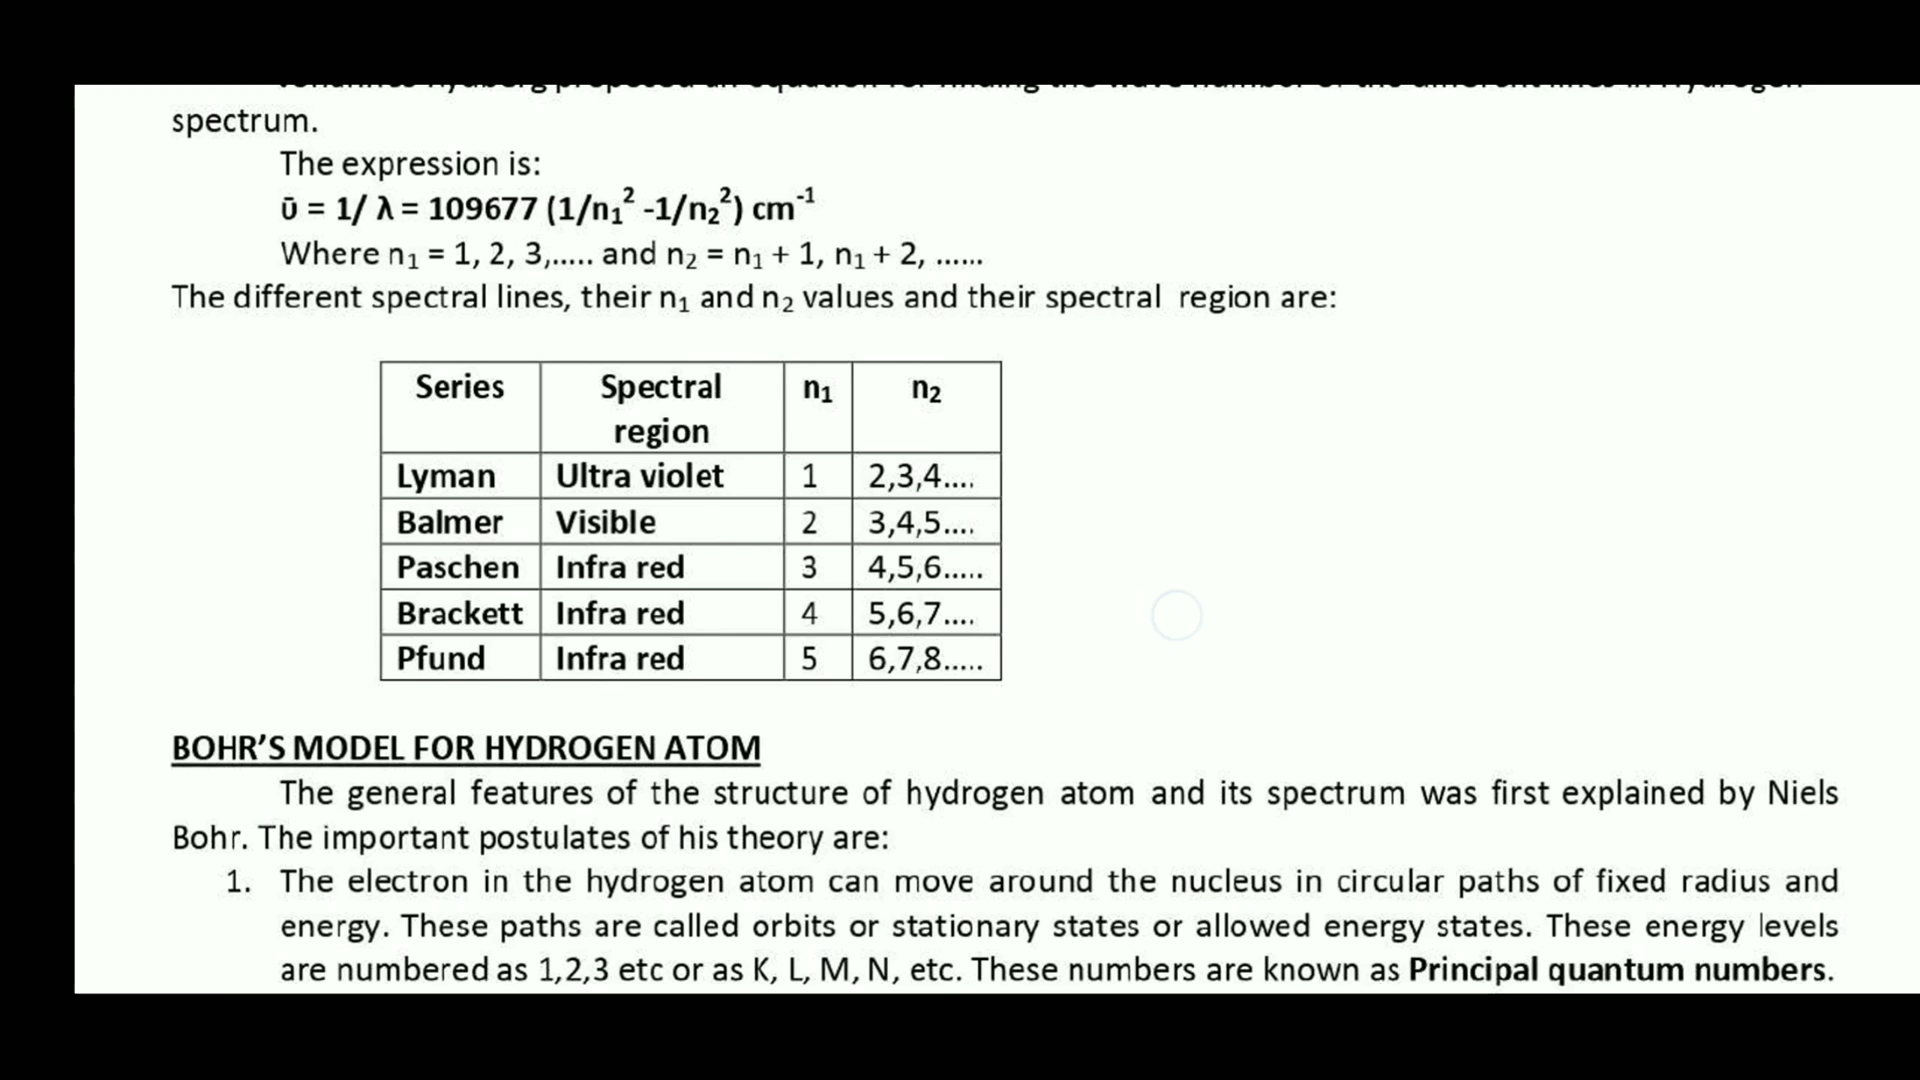 spectrum.
The expression is:
ῡ = 1/ λ = 109677 (1/n₁² -1/n₂²) cm⁻¹
Where n₁ = 1, 2, 3,..... and n₂ = n₁ + 1, n₁ + 2, ......
The different spectral lines, their n₁ and n₂ values and their spectral region are:
Series Spectral region n₁ n₂
Lyman Ultra violet 1 2,3,4....
Balmer Visible 2 3,4,5....
Paschen Infra red 3 4,5,6.....
Brackett Infra red 4 5,6,7....
Pfund Infra red 5 6,7,8.....
BOHR’S MODEL FOR HYDROGEN ATOM
The general features of the structure of hydrogen atom and its spectrum was first explained by Niels
Bohr. The important postulates of his theory are:
1. The electron in the hydrogen atom can move around the nucleus in circular paths of fixed radius and
energy. These paths are called orbits or stationary states or allowed energy states. These energy levels
are numbered as 1,2,3 etc or as K, L, M, N, etc. These numbers are known as Principal quantum numbers.